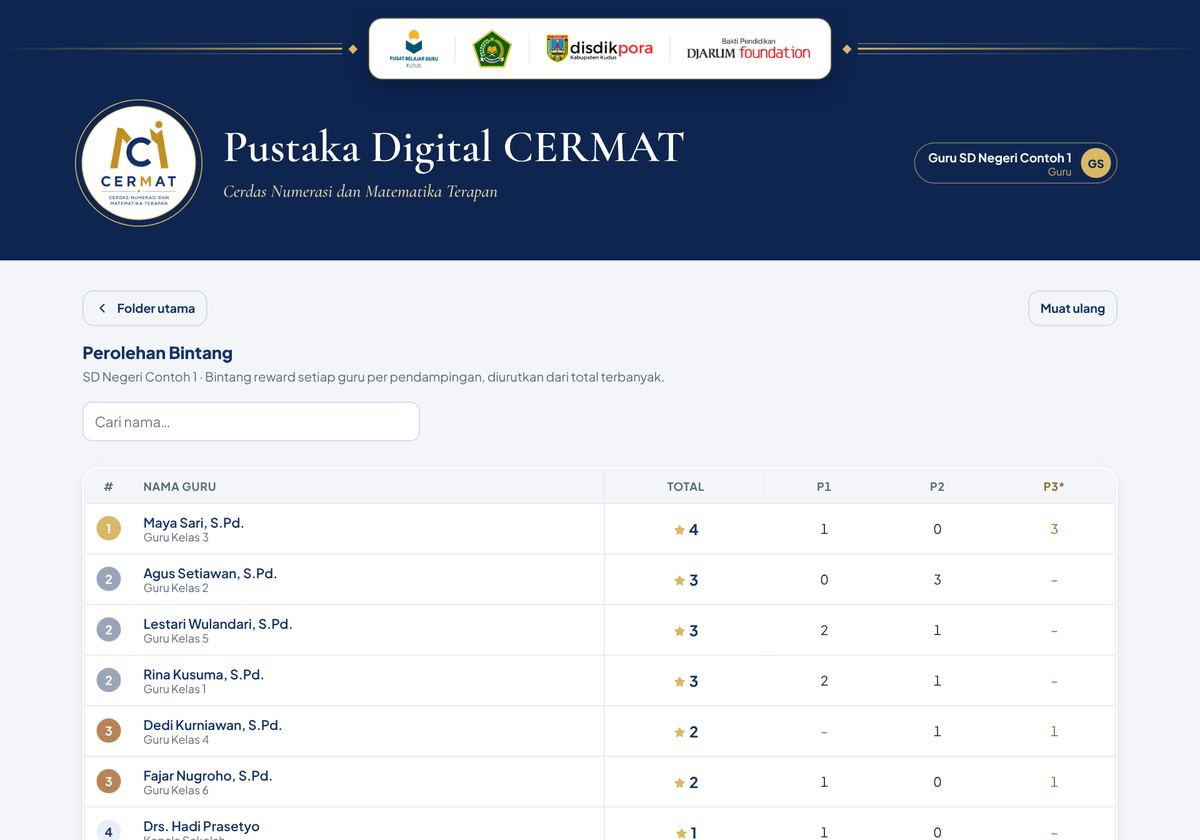 PUSAT BELAJAR GURU
KUDUS
disdikpora
Kabupaten Kudus
Bakti Pendidikan
DJARUM foundation
CERMAT
CERDAS NUMERASI DAN
MATEMATIKA TERAPAN
Pustaka Digital CERMAT
Cerdas Numerasi dan Matematika Terapan
Guru SD Negeri Contoh 1
Guru
GS
Folder utama
Muat ulang
Perolehan Bintang
SD Negeri Contoh 1 · Bintang reward setiap guru per pendampingan, diurutkan dari total terbanyak.
Cari nama...
# NAMA GURU TOTAL P1 P2 P3*
1 Maya Sari, S.Pd. 4 1 0 3
Guru Kelas 3
2 Agus Setiawan, S.Pd. 3 0 3 –
Guru Kelas 2
2 Lestari Wulandari, S.Pd. 3 2 1 –
Guru Kelas 5
2 Rina Kusuma, S.Pd. 3 2 1 –
Guru Kelas 1
3 Dedi Kurniawan, S.Pd. 2 – 1 1
Guru Kelas 4
3 Fajar Nugroho, S.Pd. 2 1 0 1
Guru Kelas 6
4 Drs. Hadi Prasetyo 1 1 0 –